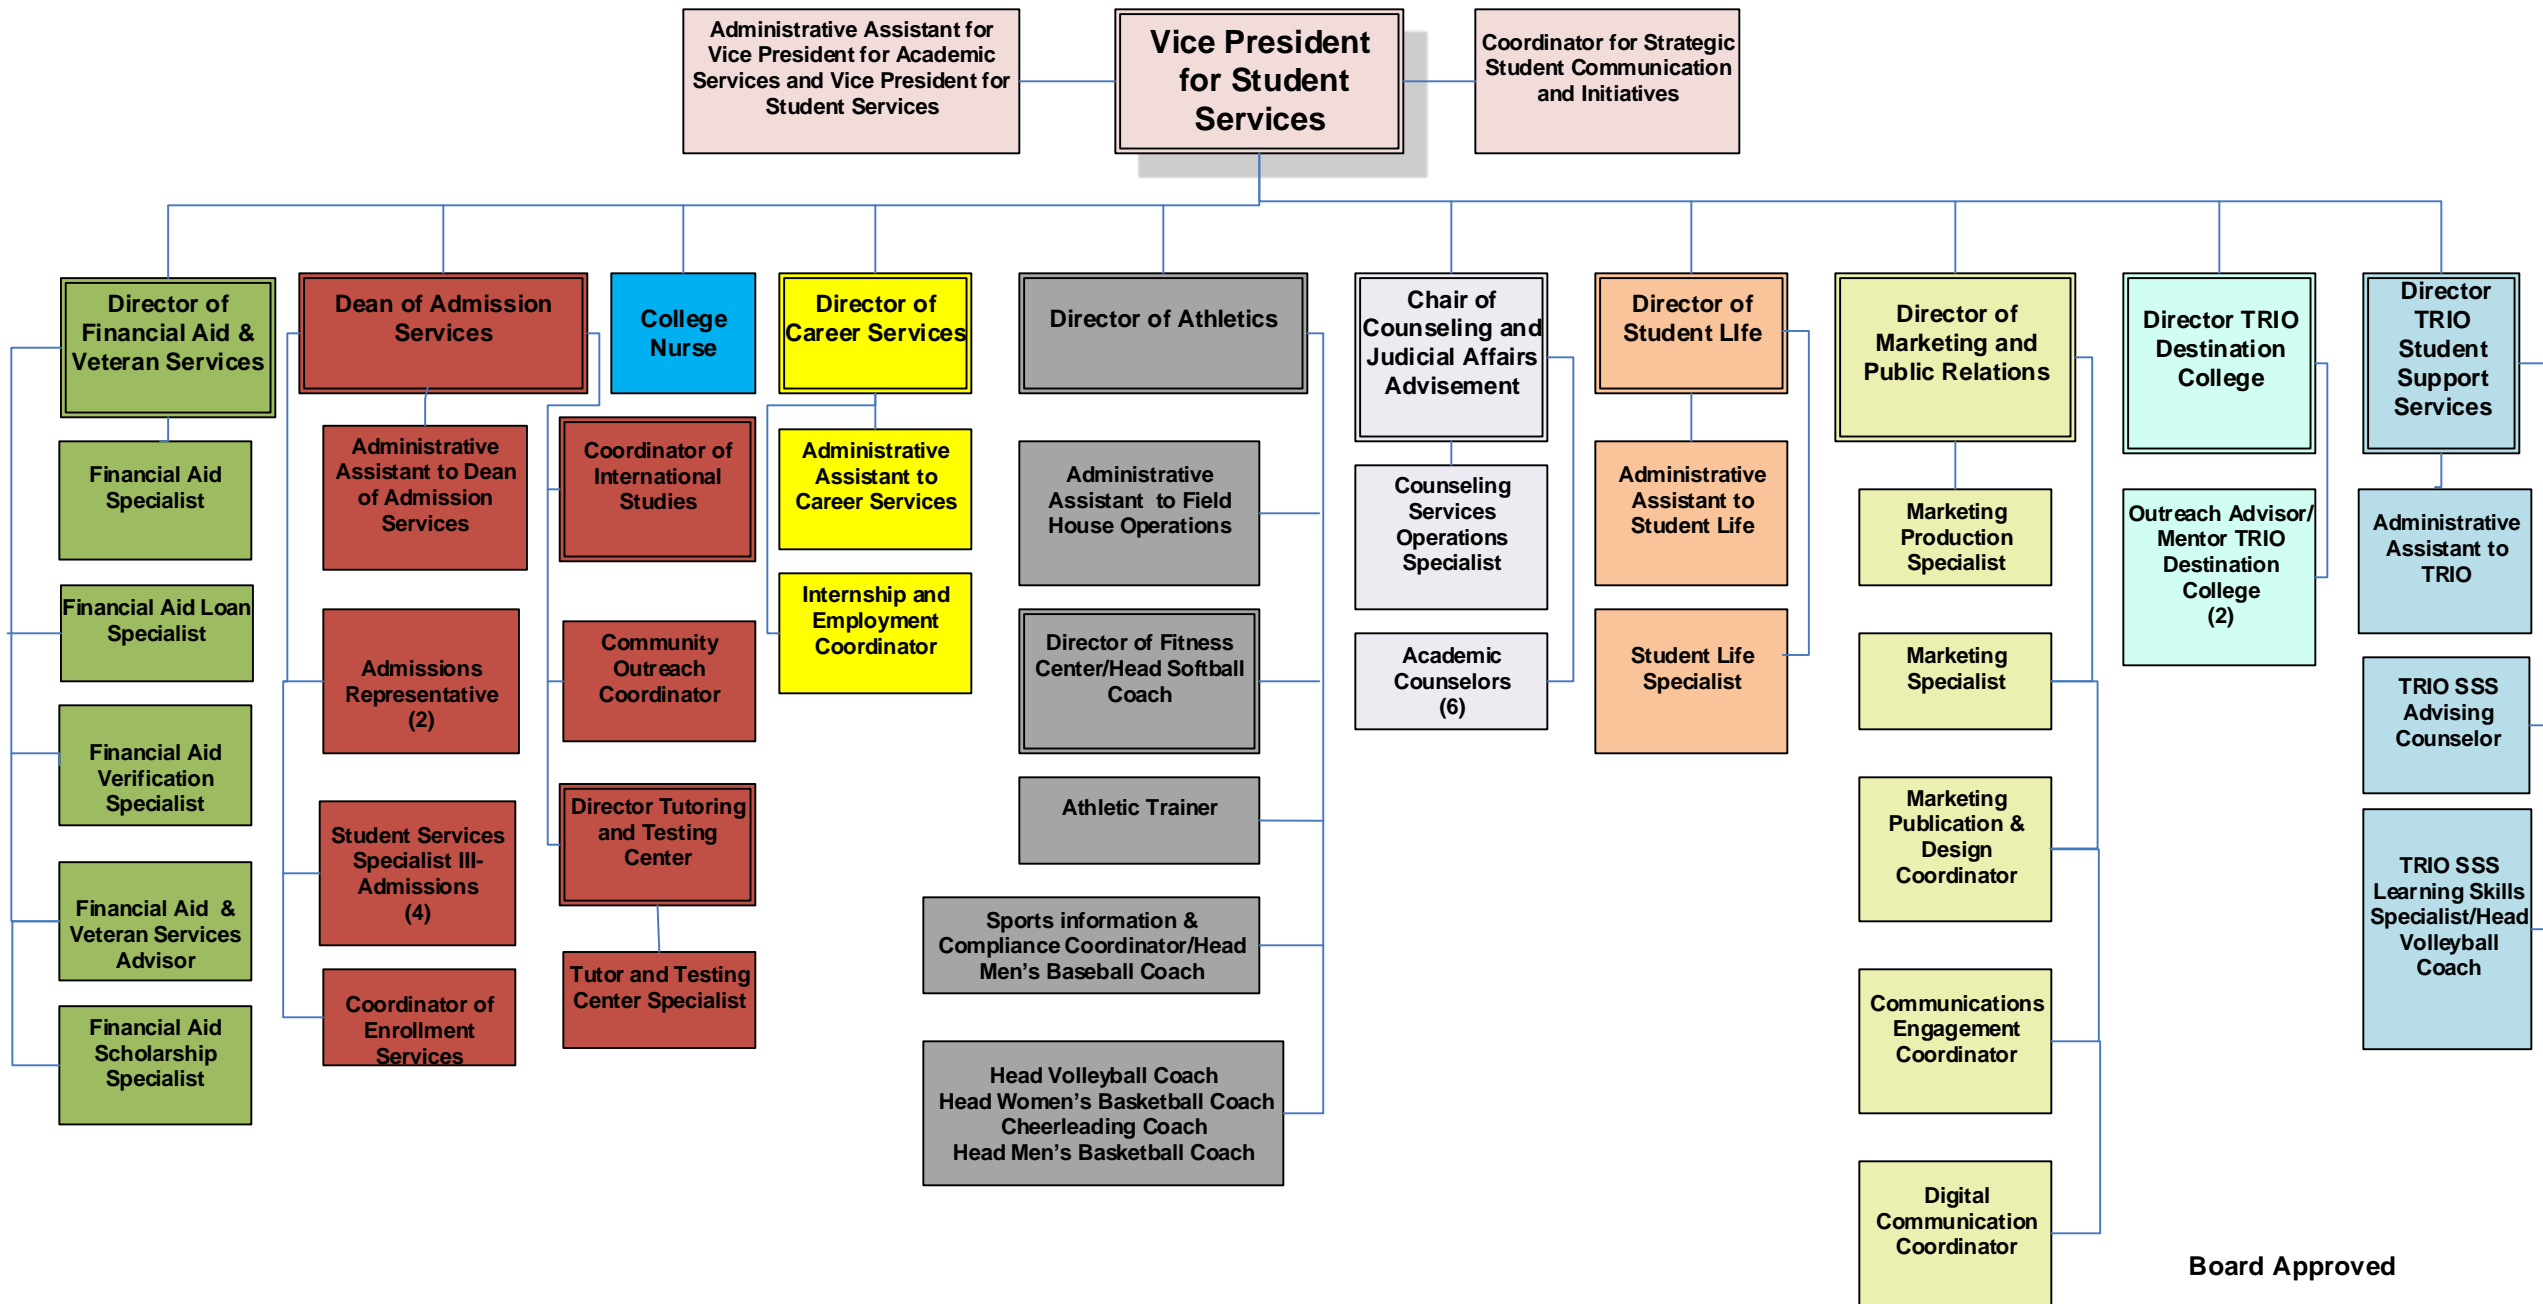 Administrative Assistant for
Vice President for Academic
Services and Vice President for
Student Services
Vice President
for Student
Services
Coordinator for Strategic
Student Communication
and Initiatives
Director of
Financial Aid &
Veteran Services
Dean of Admission
Services
College
Nurse
Director of
Career Services
Director of Athletics
Chair of
Counseling and
Judicial Affairs
Advisement
Director of
Student LIfe
Director of
Marketing and
Public Relations
Director TRIO
Destination
College
Director
TRIO
Student
Support
Services
Financial Aid
Specialist
Financial Aid Loan
Specialist
Financial Aid
Verification
Specialist
Financial Aid &
Veteran Services
Advisor
Financial Aid
Scholarship
Specialist
Administrative
Assistant to Dean
of Admission
Services
Admissions
Representative
(2)
Student Services
Specialist III-
Admissions
(4)
Coordinator of
Enrollment
Services
Coordinator of
International
Studies
Community
Outreach
Coordinator
Director Tutoring
and Testing
Center
Tutor and Testing
Center Specialist
Administrative
Assistant to
Career Services
Internship and
Employment
Coordinator
Administrative
Assistant to Field
House Operations
Director of Fitness
Center/Head Softball
Coach
Athletic Trainer
Sports information &
Compliance Coordinator/Head
Men’s Baseball Coach
Head Volleyball Coach
Head Women’s Basketball Coach
Cheerleading Coach
Head Men’s Basketball Coach
Counseling
Services
Operations
Specialist
Academic
Counselors
(6)
Administrative
Assistant to
Student Life
Student Life
Specialist
Marketing
Production
Specialist
Marketing
Specialist
Marketing
Publication &
Design
Coordinator
Communications
Engagement
Coordinator
Digital
Communication
Coordinator
Outreach Advisor/
Mentor TRIO
Destination
College
(2)
Administrative
Assistant to
TRIO
TRIO SSS
Advising
Counselor
TRIO SSS
Learning Skills
Specialist/Head
Volleyball
Coach
Board Approved